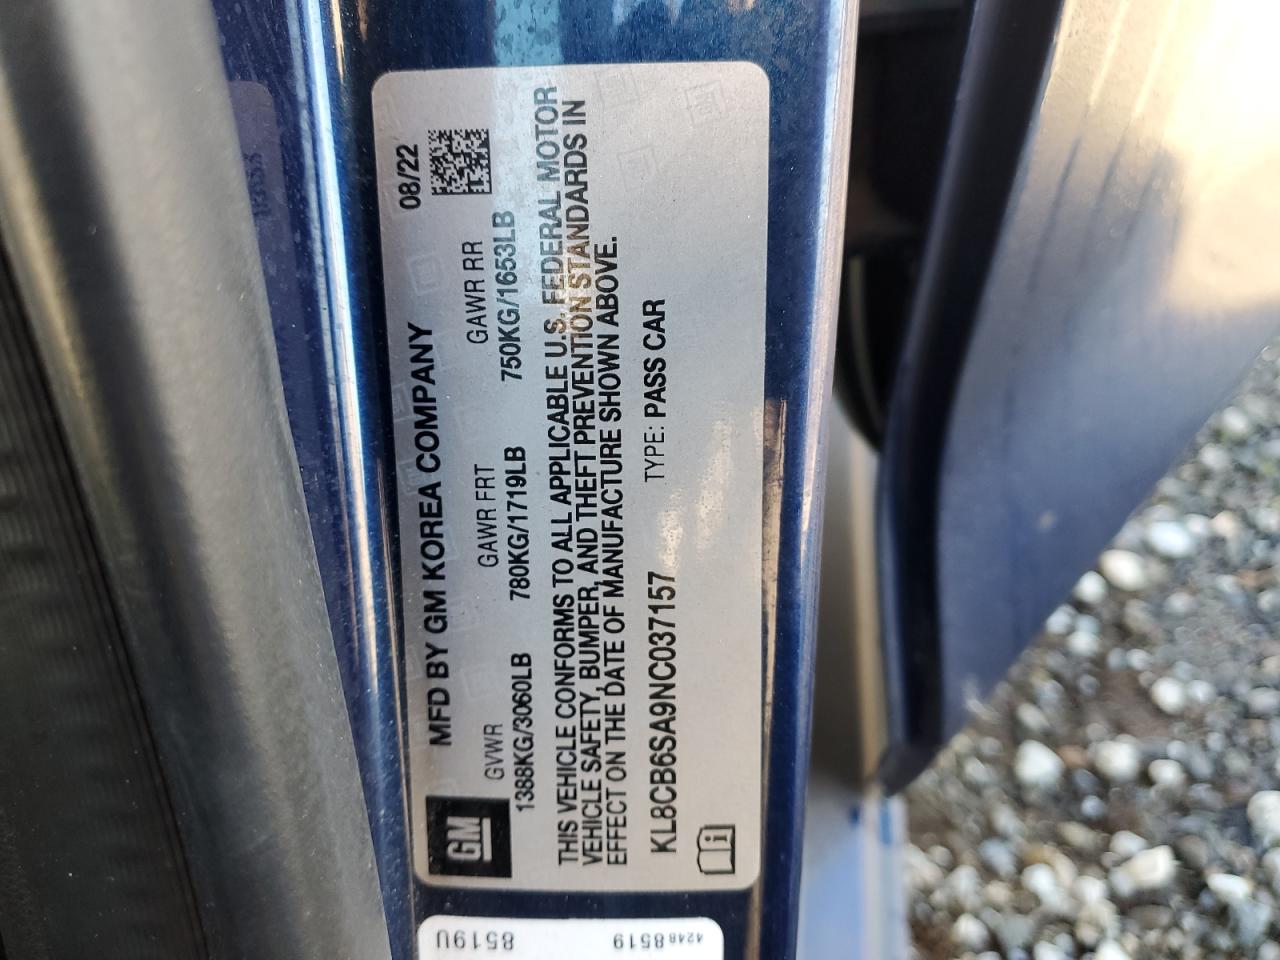 GM
MFD BY GM KOREA COMPANY 08/22
GVWR GAWR FRT GAWR RR
1388KG/3060LB 780KG/1719LB 750KG/1653LB
THIS VEHICLE CONFORMS TO ALL APPLICABLE U.S. FEDERAL MOTOR
VEHICLE SAFETY, BUMPER, AND THEFT PREVENTION STANDARDS IN
EFFECT ON THE DATE OF MANUFACTURE SHOWN ABOVE.
KL8CB6SA9NC037157 TYPE: PASS CAR
i
8519U
42488519